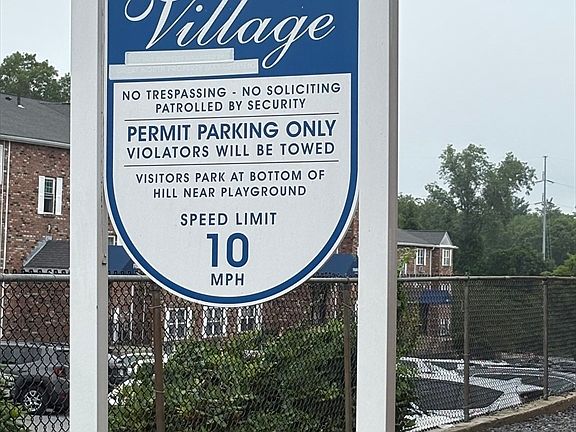 Village
NO TRESPASSING - NO SOLICITING
PATROLLED BY SECURITY
PERMIT PARKING ONLY
VIOLATORS WILL BE TOWED
VISITORS PARK AT BOTTOM OF
HILL NEAR PLAYGROUND
SPEED LIMIT
10
MPH